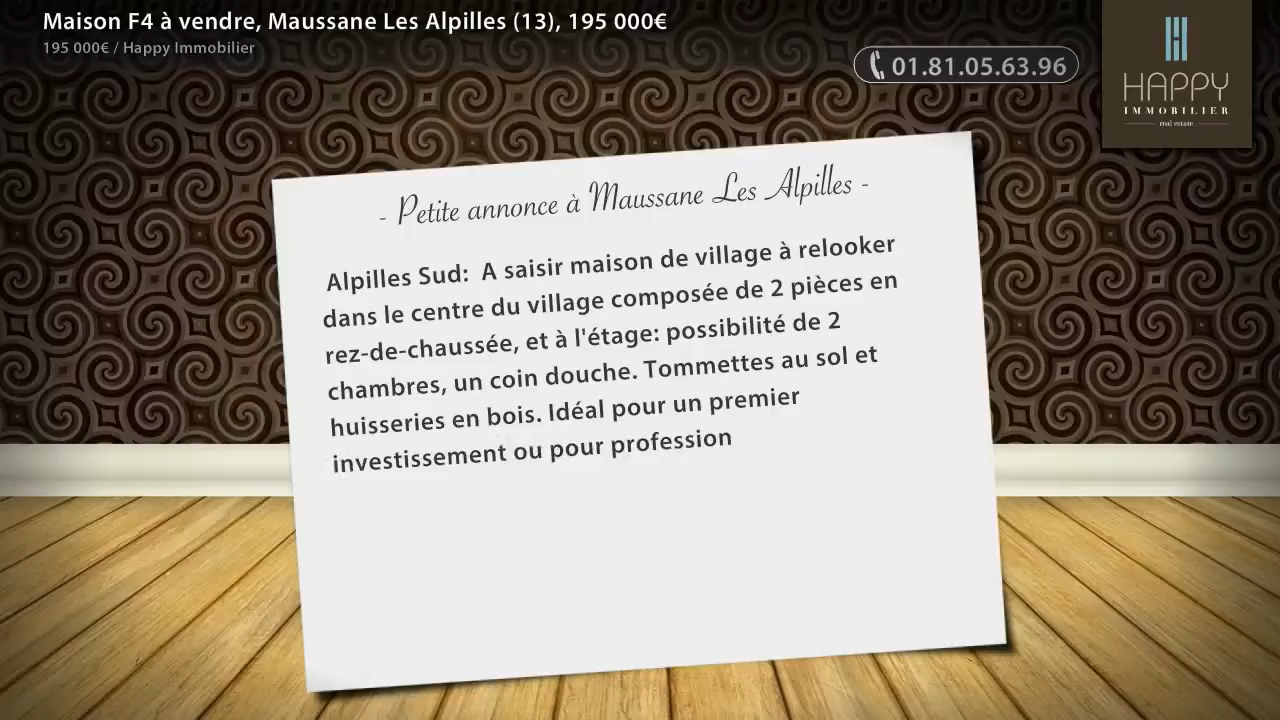 Maison F4 à vendre, Maussane Les Alpilles (13), 195 000€
195 000€ / Happy Immobilier
01.81.05.63.96
HAPPY
IMMOBILIER
real estate
- Petite annonce à Maussane Les Alpilles -
Alpilles Sud:  A saisir maison de village à relooker
dans le centre du village composée de 2 pièces en
rez-de-chaussée, et à l'étage: possibilité de 2
chambres, un coin douche. Tommettes au sol et
huisseries en bois. Idéal pour un premier
investissement ou pour profession